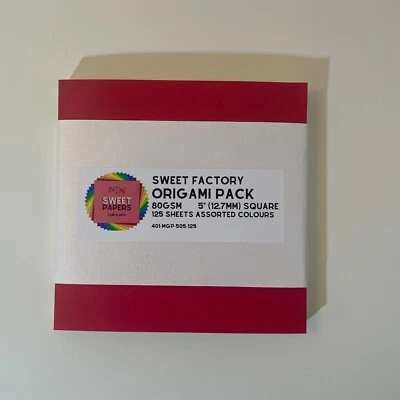 SWEET
PAPERS
SWEET FACTORY
ORIGAMI PACK
80GSM 5" (12.7MM) SQUARE
125 SHEETS ASSORTED COLOURS
401-MGP-505-125